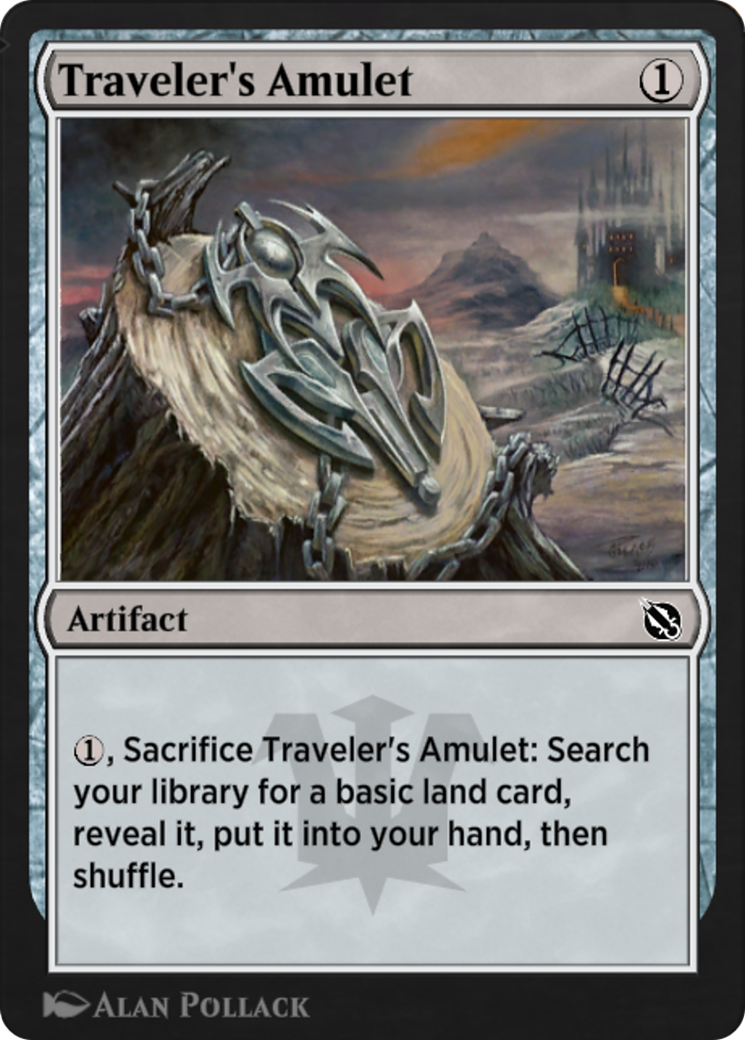 Traveler's Amulet 1
Artifact
1, Sacrifice Traveler's Amulet: Search
your library for a basic land card,
reveal it, put it into your hand, then
shuffle.
ALAN POLLACK